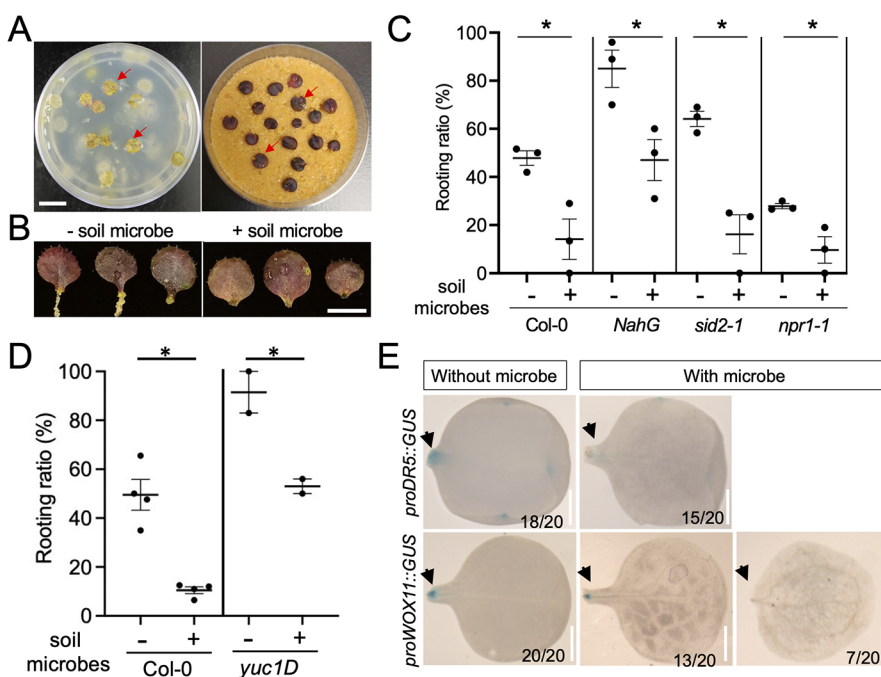 A
B
- soil microbe
+ soil microbe
C
Rooting ratio (%)
100
80
60
40
20
0
*
*
*
*
soil
microbes
- + - + - + - +
Col-0
NahG
sid2-1
npr1-1
D
Rooting ratio (%)
100
80
60
40
20
0
*
*
soil
microbes
- + - +
Col-0
yuc1D
E
Without microbe
With microbe
proDR5::GUS
18/20
15/20
proWOX11::GUS
20/20
13/20
7/20